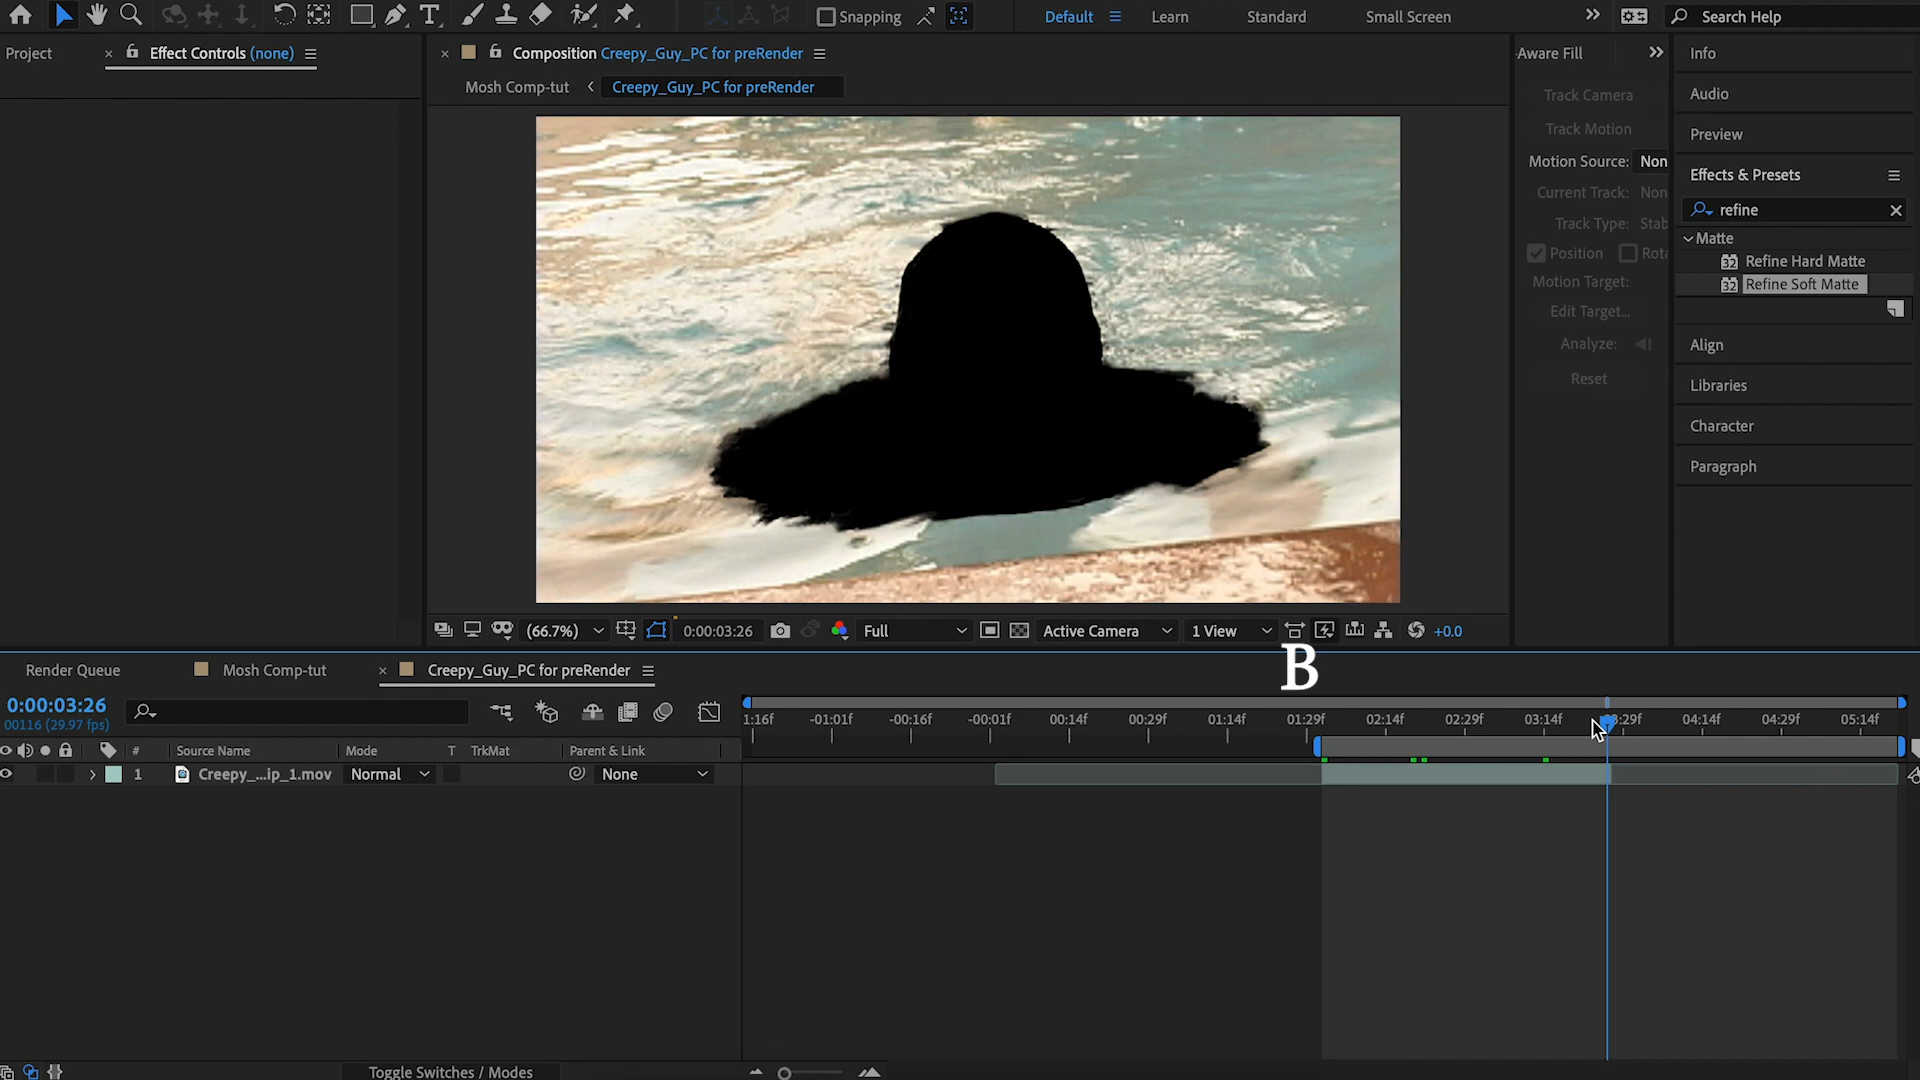 Snapping
Default
Learn
Standard
Small Screen
Search Help
Project
Effect Controls (none)
Composition Creepy_Guy_PC for preRender
Aware Fill
Info
Mosh Comp-tut
Creepy_Guy_PC for preRender
Track Camera
Audio
Track Motion
Preview
Motion Source: Non
Effects & Presets
Current Track: Non
refine
Track Type: Stab
Matte
Position
Rota
Refine Hard Matte
Motion Target:
32 Refine Soft Matte
Edit Target...
Analyze:
Align
Reset
Libraries
Character
Paragraph
(66.7%)
0:00:03:26
Full
Active Camera
1 View
+0.0
B
Render Queue
Mosh Comp-tut
Creepy_Guy_PC for preRender
0:00:03:26
00116 (29.97 fps)
1:16f -01:01f -00:16f -00:01f 00:14f 00:29f 01:14f 01:29f 02:14f 02:29f 03:14f 3:29f 04:14f 04:29f 05:14f
# Source Name Mode T TrkMat Parent & Link
1 Creepy_...ip_1.mov Normal None
Toggle Switches / Modes